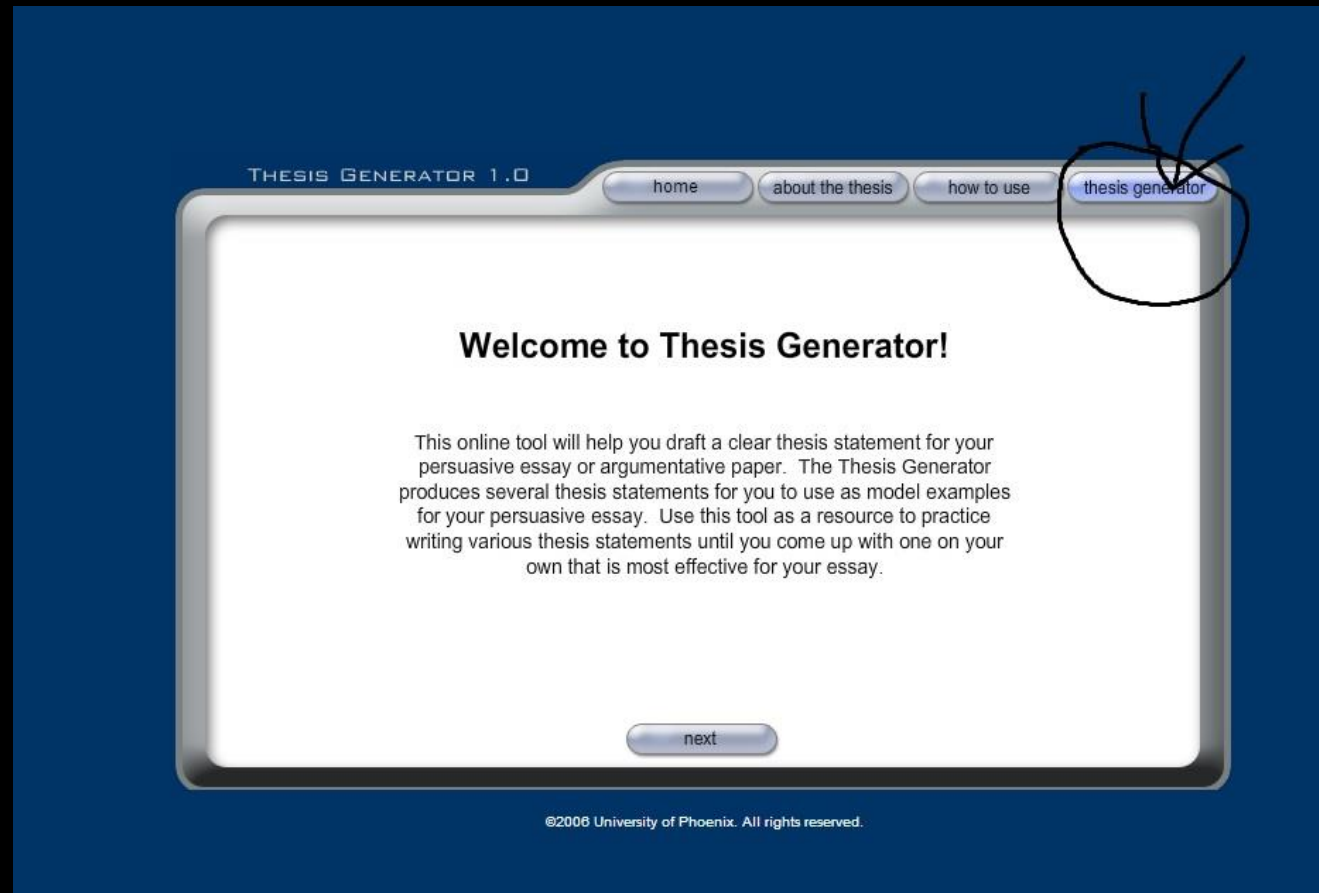 THESIS GENERATOR 1.0
home
about the thesis
how to use
thesis generator
Welcome to Thesis Generator!
This online tool will help you draft a clear thesis statement for your
persuasive essay or argumentative paper.  The Thesis Generator
produces several thesis statements for you to use as model examples
for your persuasive essay.  Use this tool as a resource to practice
writing various thesis statements until you come up with one on your
own that is most effective for your essay.
next
©2006 University of Phoenix. All rights reserved.